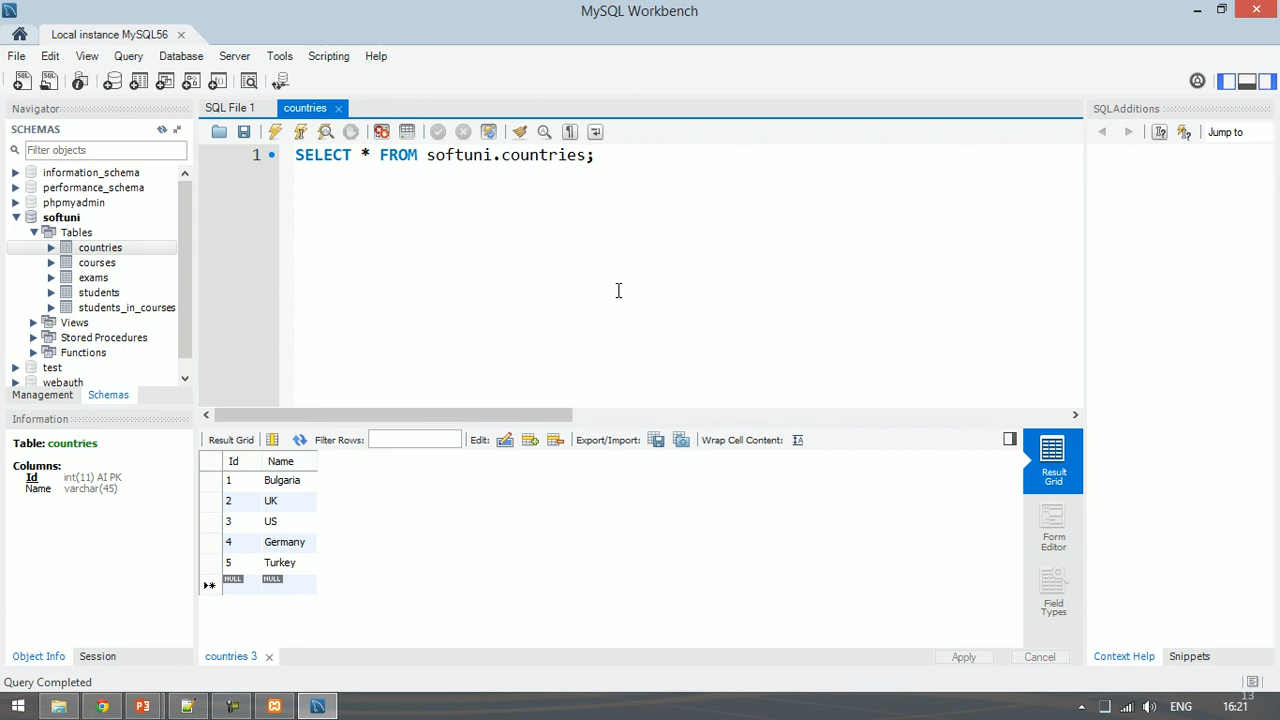 MySQL Workbench
Local instance MySQL56
File Edit View Query Database Server Tools Scripting Help
Navigator
SCHEMAS
Filter objects
information_schema
performance_schema
phpmyadmin
softuni
Tables
countries
courses
exams
students
students_in_courses
Views
Stored Procedures
Functions
test
webauth
Management Schemas
Information
Table: countries
Columns:
Id int(11) AI PK
Name varchar(45)
Object Info Session
SQL File 1 countries
1 SELECT * FROM softuni.countries;
Result Grid Filter Rows: Edit: Export/Import: Wrap Cell Content:
Id Name
1 Bulgaria
2 UK
3 US
4 Germany
5 Turkey
NULL NULL
Result Grid
Form Editor
Field Types
countries 3
Apply Cancel
SQLAdditions
Jump to
Context Help Snippets
Query Completed
13
ENG 16:21